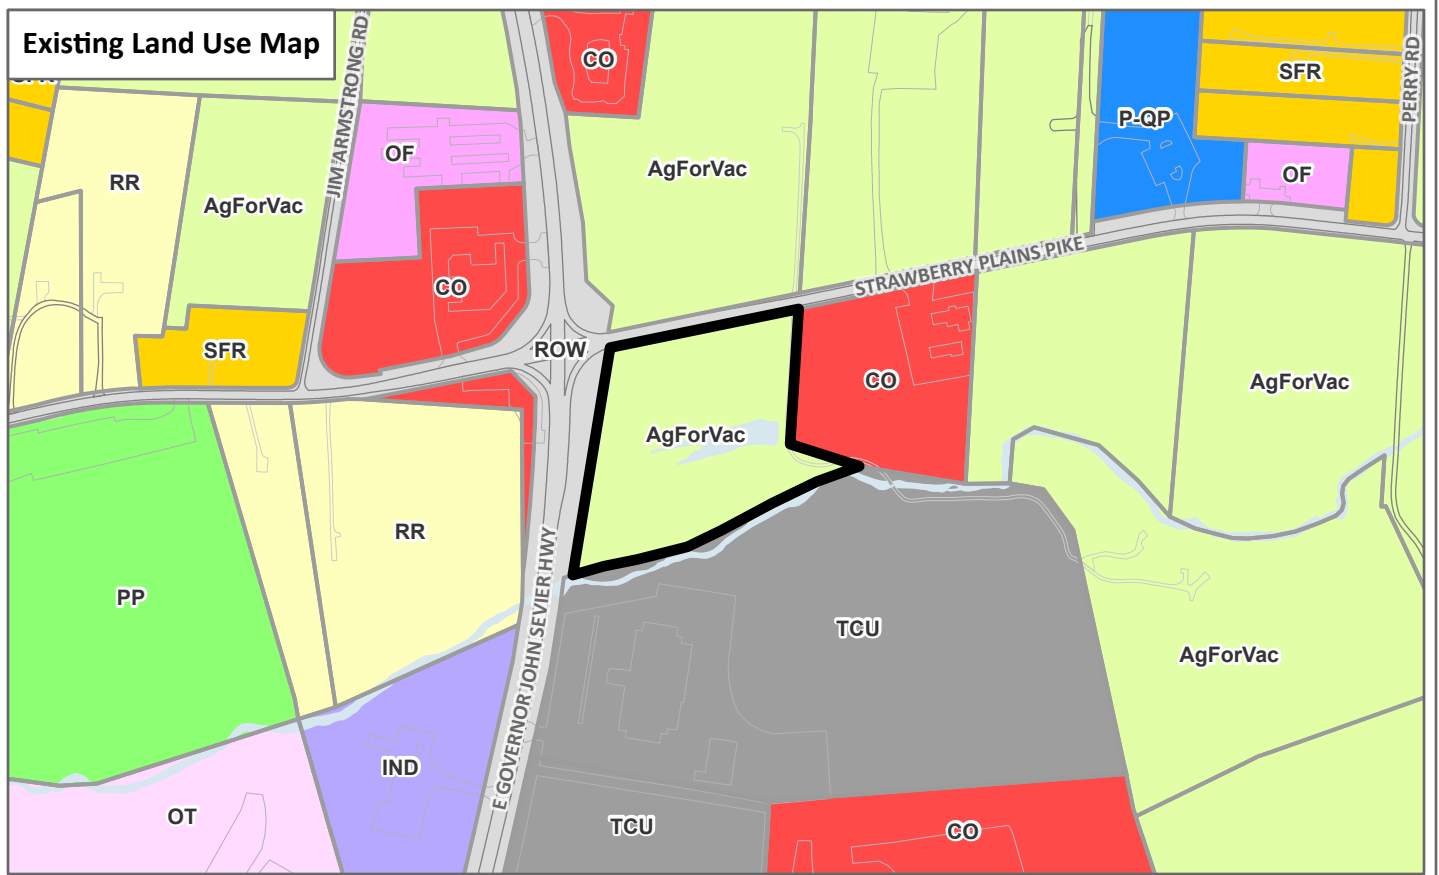 Existing Land Use Map
JIM ARMSTRONG RD
CO
SFR
PERRY RD
P-QP
OF
AgForVac
RR
AgForVac
OF
STRAWBERRY PLAINS PIKE
CO
SFR
ROW
CO
AgForVac
AgForVac
RR
PP
E GOVERNOR JOHN SEVIER HWY
TCU
AgForVac
IND
OT
TCU
CO